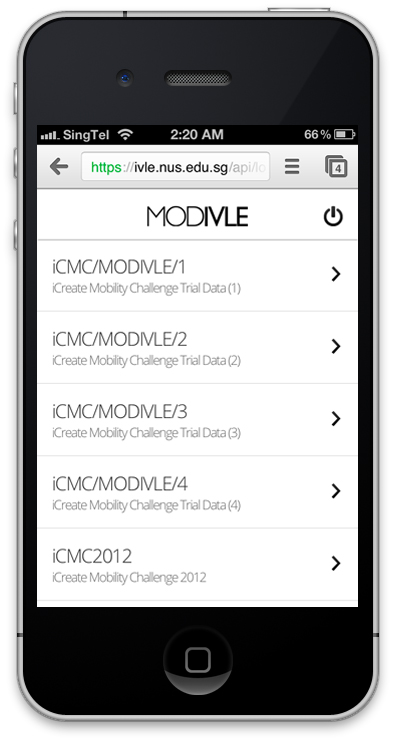 SingTel 2:20 AM 66%
https://ivle.nus.edu.sg/api/lo 4
MODIVLE
iCMC/MODIVLE/1
iCreate Mobility Challenge Trial Data (1)
iCMC/MODIVLE/2
iCreate Mobility Challenge Trial Data (2)
iCMC/MODIVLE/3
iCreate Mobility Challenge Trial Data (3)
iCMC/MODIVLE/4
iCreate Mobility Challenge Trial Data (4)
iCMC2012
iCreate Mobility Challenge 2012